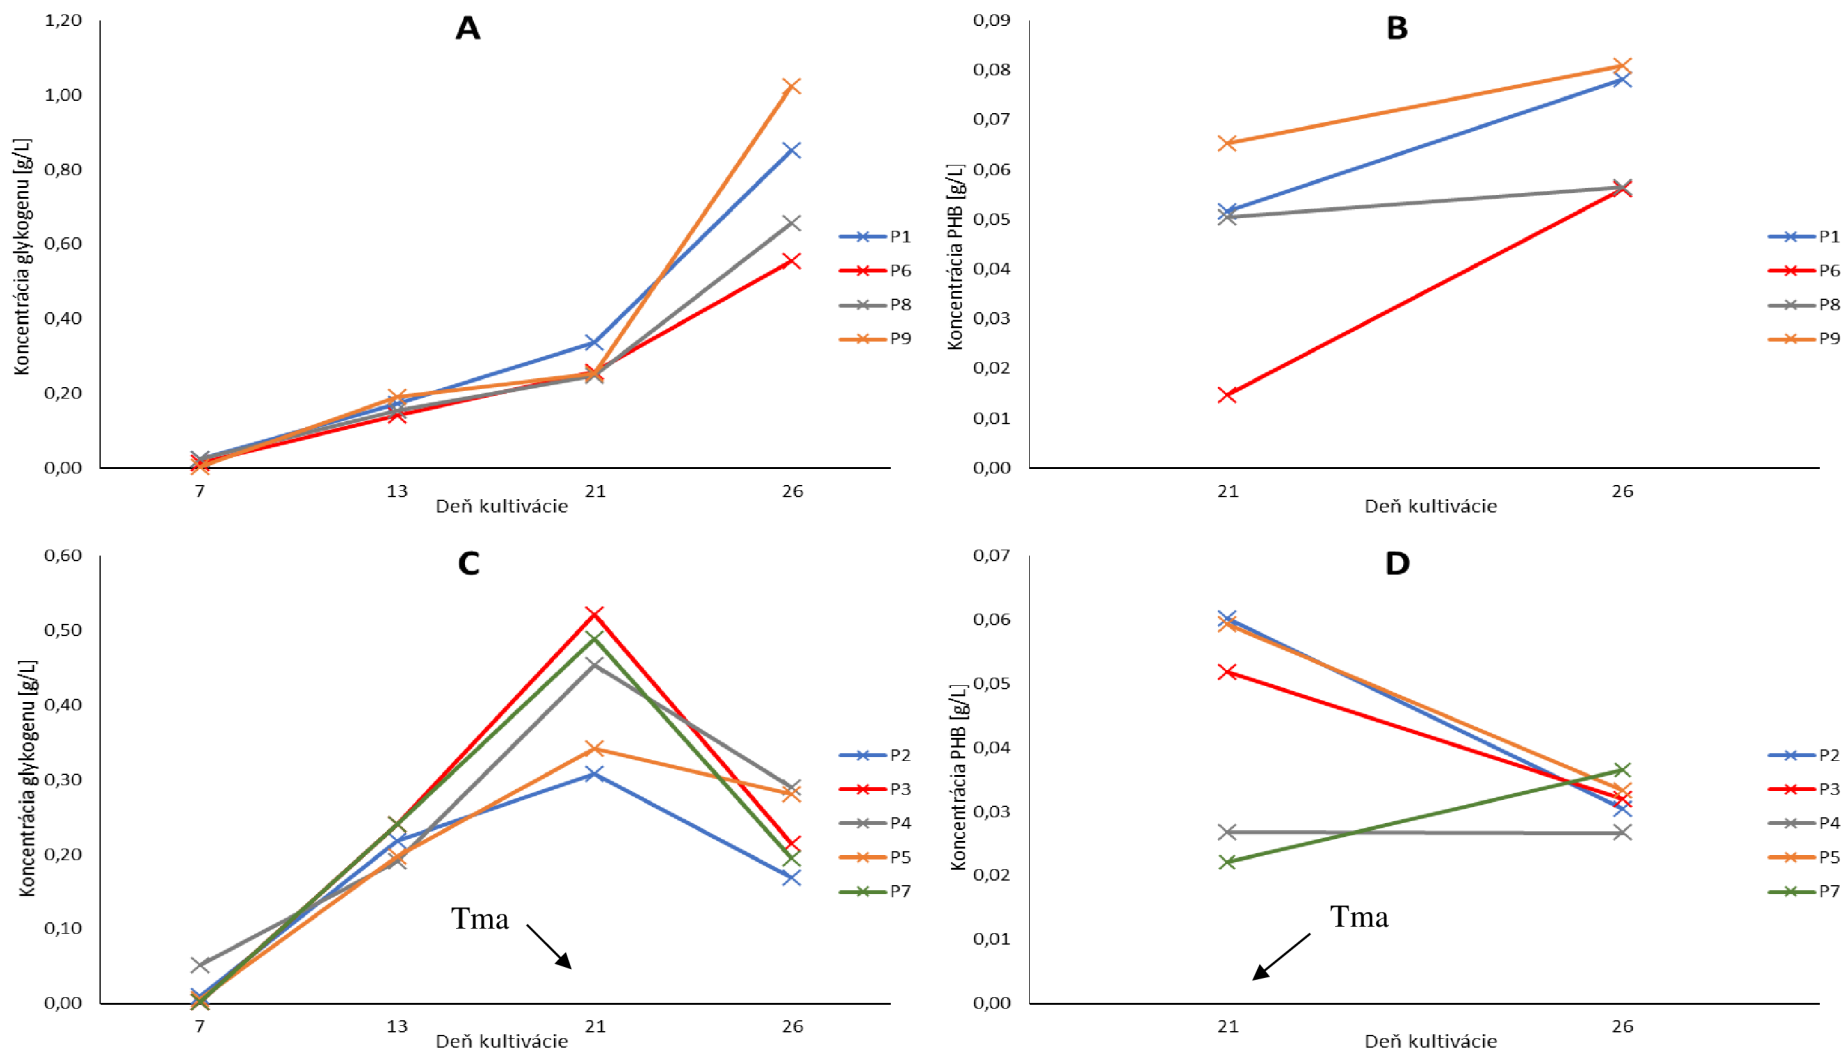 A
Koncentrácia glykogenu [g/L]
1,20
1,00
0,80
0,60
0,40
0,20
0,00
7 13 21 26
Deň kultivácie
P1
P6
P8
P9
B
Koncentrácia PHB [g/L]
0,09
0,08
0,07
0,06
0,05
0,04
0,03
0,02
0,01
0,00
21 26
Deň kultivácie
P1
P6
P8
P9
C
Koncentrácia glykogenu [g/L]
0,60
0,50
0,40
0,30
0,20
0,10
0,00
7 13 21 26
Deň kultivácie
Tma
P2
P3
P4
P5
P7
D
Koncentrácia PHB [g/L]
0,07
0,06
0,05
0,04
0,03
0,02
0,01
0,00
21 26
Deň kultivácie
Tma
P2
P3
P4
P5
P7